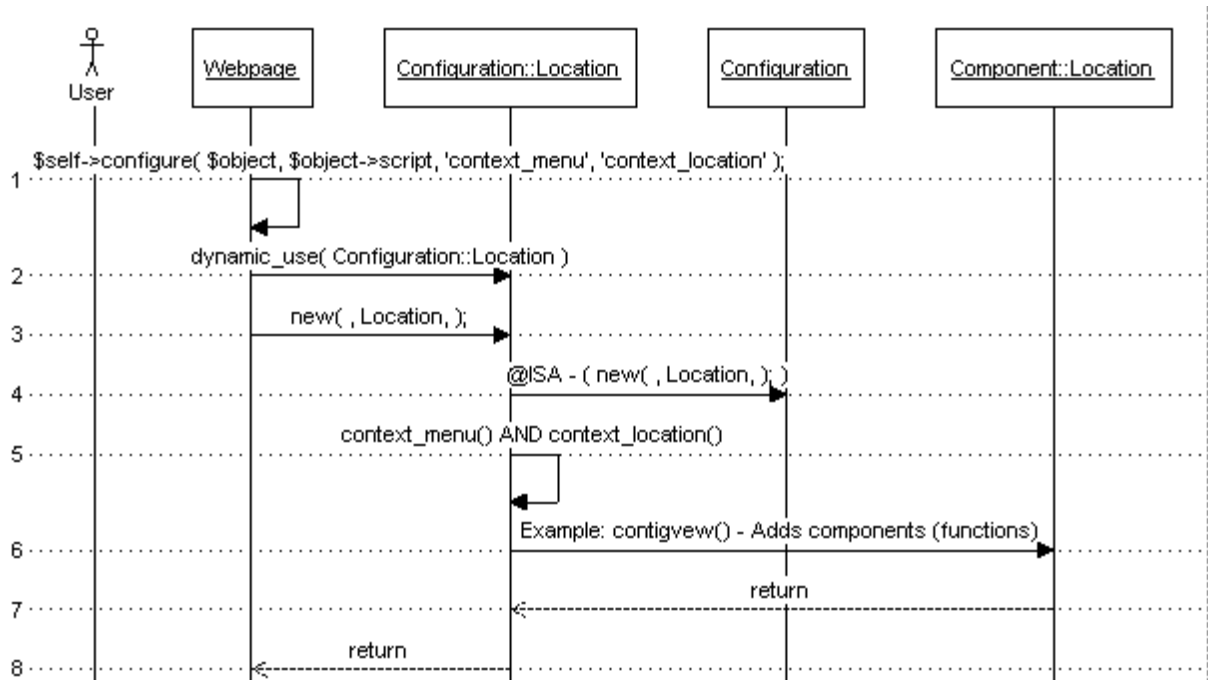 User
Webpage
Configuration::Location
Configuration
Component::Location
$self->configure( $object, $object->script, 'context_menu', 'context_location' );
1
dynamic_use( Configuration::Location )
2
new( , Location, );
3
@ISA - ( new( , Location, ); )
4
context_menu() AND context_location()
5
Example: contigvew() - Adds components (functions)
6
return
7
return
8